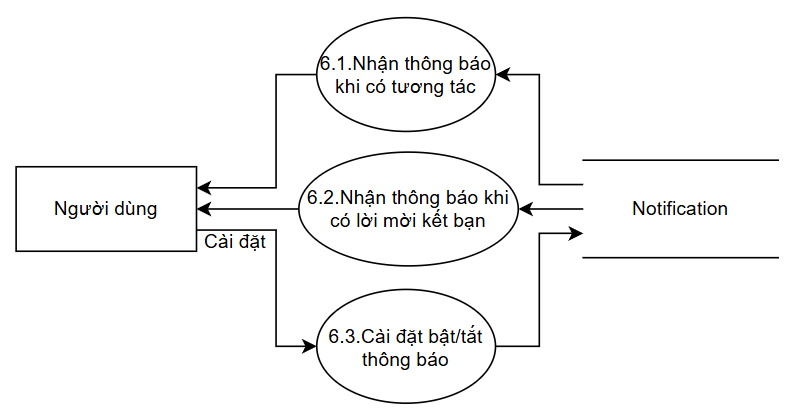 6.1.Nhận thông báo
khi có tương tác
Người dùng
6.2.Nhận thông báo khi
có lời mời kết bạn
Notification
Cài đặt
6.3.Cài đặt bật/tắt
thông báo